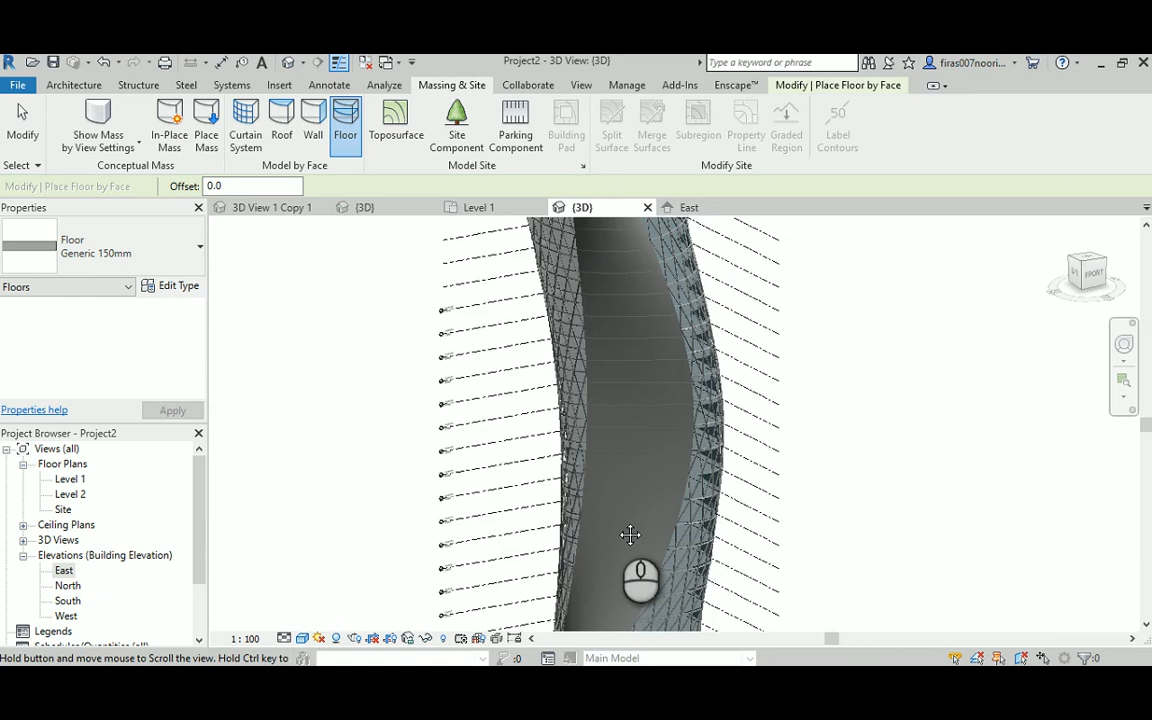 Project2 - 3D View: {3D}
Type a keyword or phrase
firas007noori...
File Architecture Structure Steel Systems Insert Annotate Analyze Massing & Site Collaborate View Manage Add-Ins Enscape™ Modify | Place Floor by Face
Modify
Show Mass
by View Settings
In-Place
Mass
Place
Mass
Curtain
System
Roof
Wall
Floor
Toposurface
Site
Component
Parking
Component
Building
Pad
Split
Surface
Merge
Surfaces
Subregion
Property
Line
Graded
Region
50
Label
Contours
Select
Conceptual Mass
Model by Face
Model Site
Modify Site
Modify | Place Floor by Face
Offset: 0.0
Properties
3D View 1 Copy 1
{3D}
Level 1
{3D}
East
Floor
Generic 150mm
Floors
Edit Type
FRONT
Properties help
Apply
Project Browser - Project2
Views (all)
Floor Plans
Level 1
Level 2
Site
Ceiling Plans
3D Views
Elevations (Building Elevation)
East
North
South
West
Legends
Schedules/Quantities (all)
1 : 100
Hold button and move mouse to Scroll the view. Hold Ctrl key to
:0
Main Model
:0